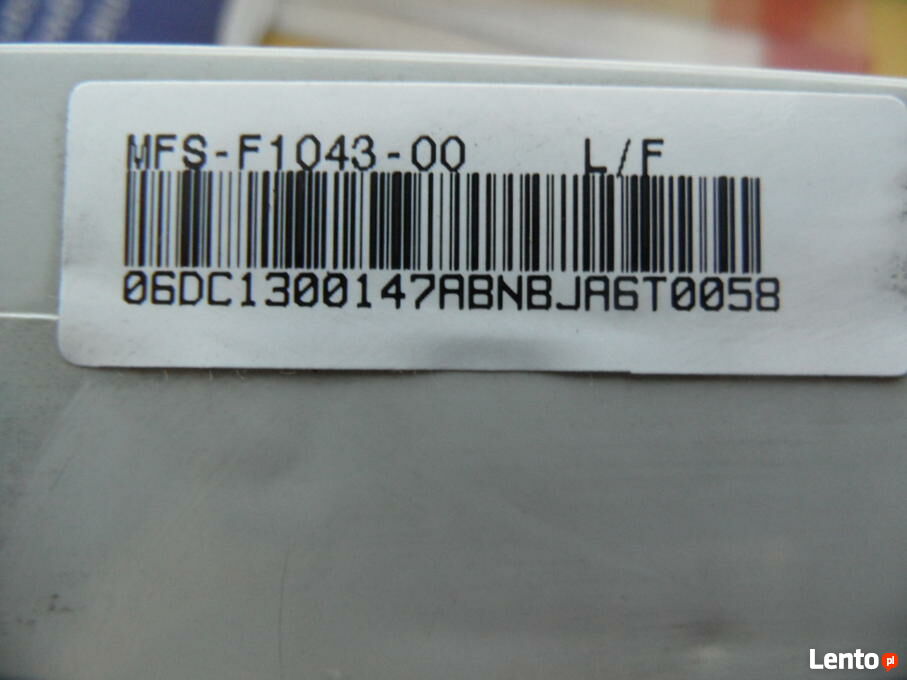 MFS-F1043-00 L/F
06DC1300147ABNBJA6T0058
Lento pl